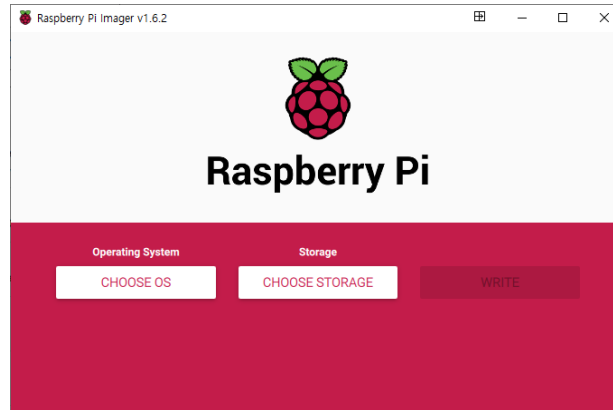 Raspberry Pi Imager v1.6.2
Raspberry Pi
Operating System
Storage
CHOOSE OS
CHOOSE STORAGE
WRITE